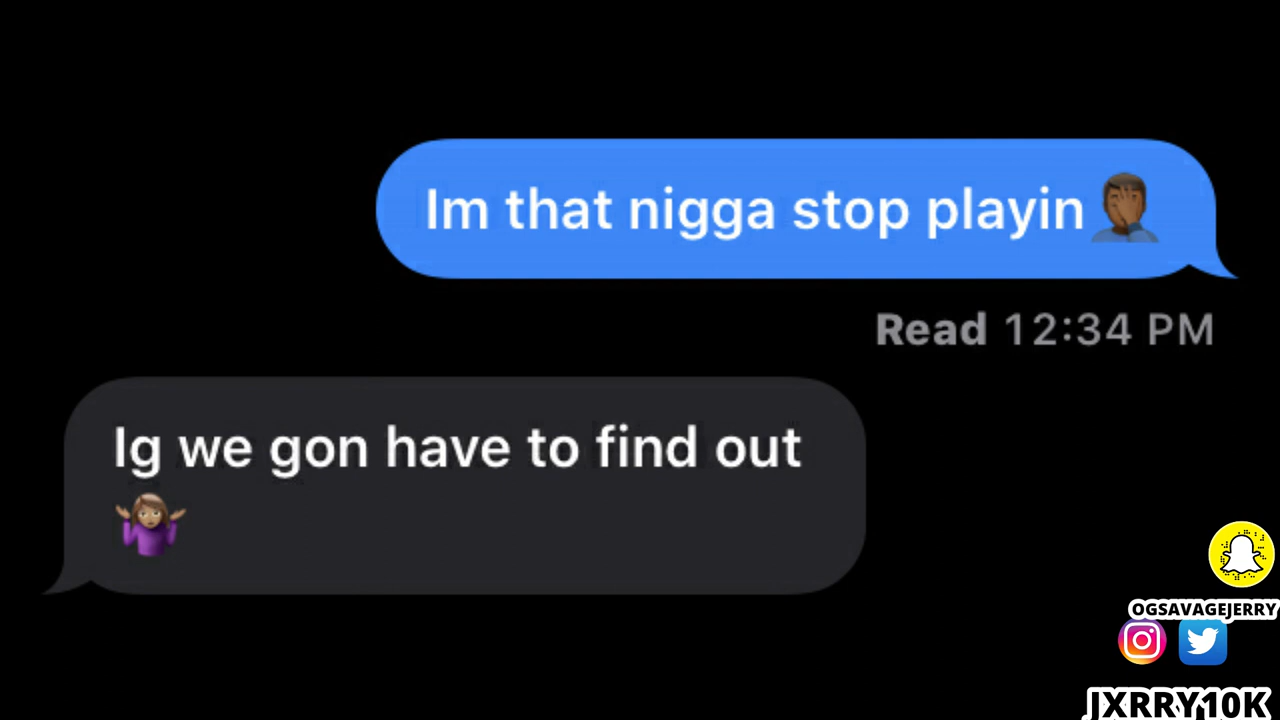 Im that nigga stop playin🤦🏾‍♂️
Read 12:34 PM
Ig we gon have to find out
🤷🏽‍♀️
OGSAVAGEJERRY
JXRRY10K